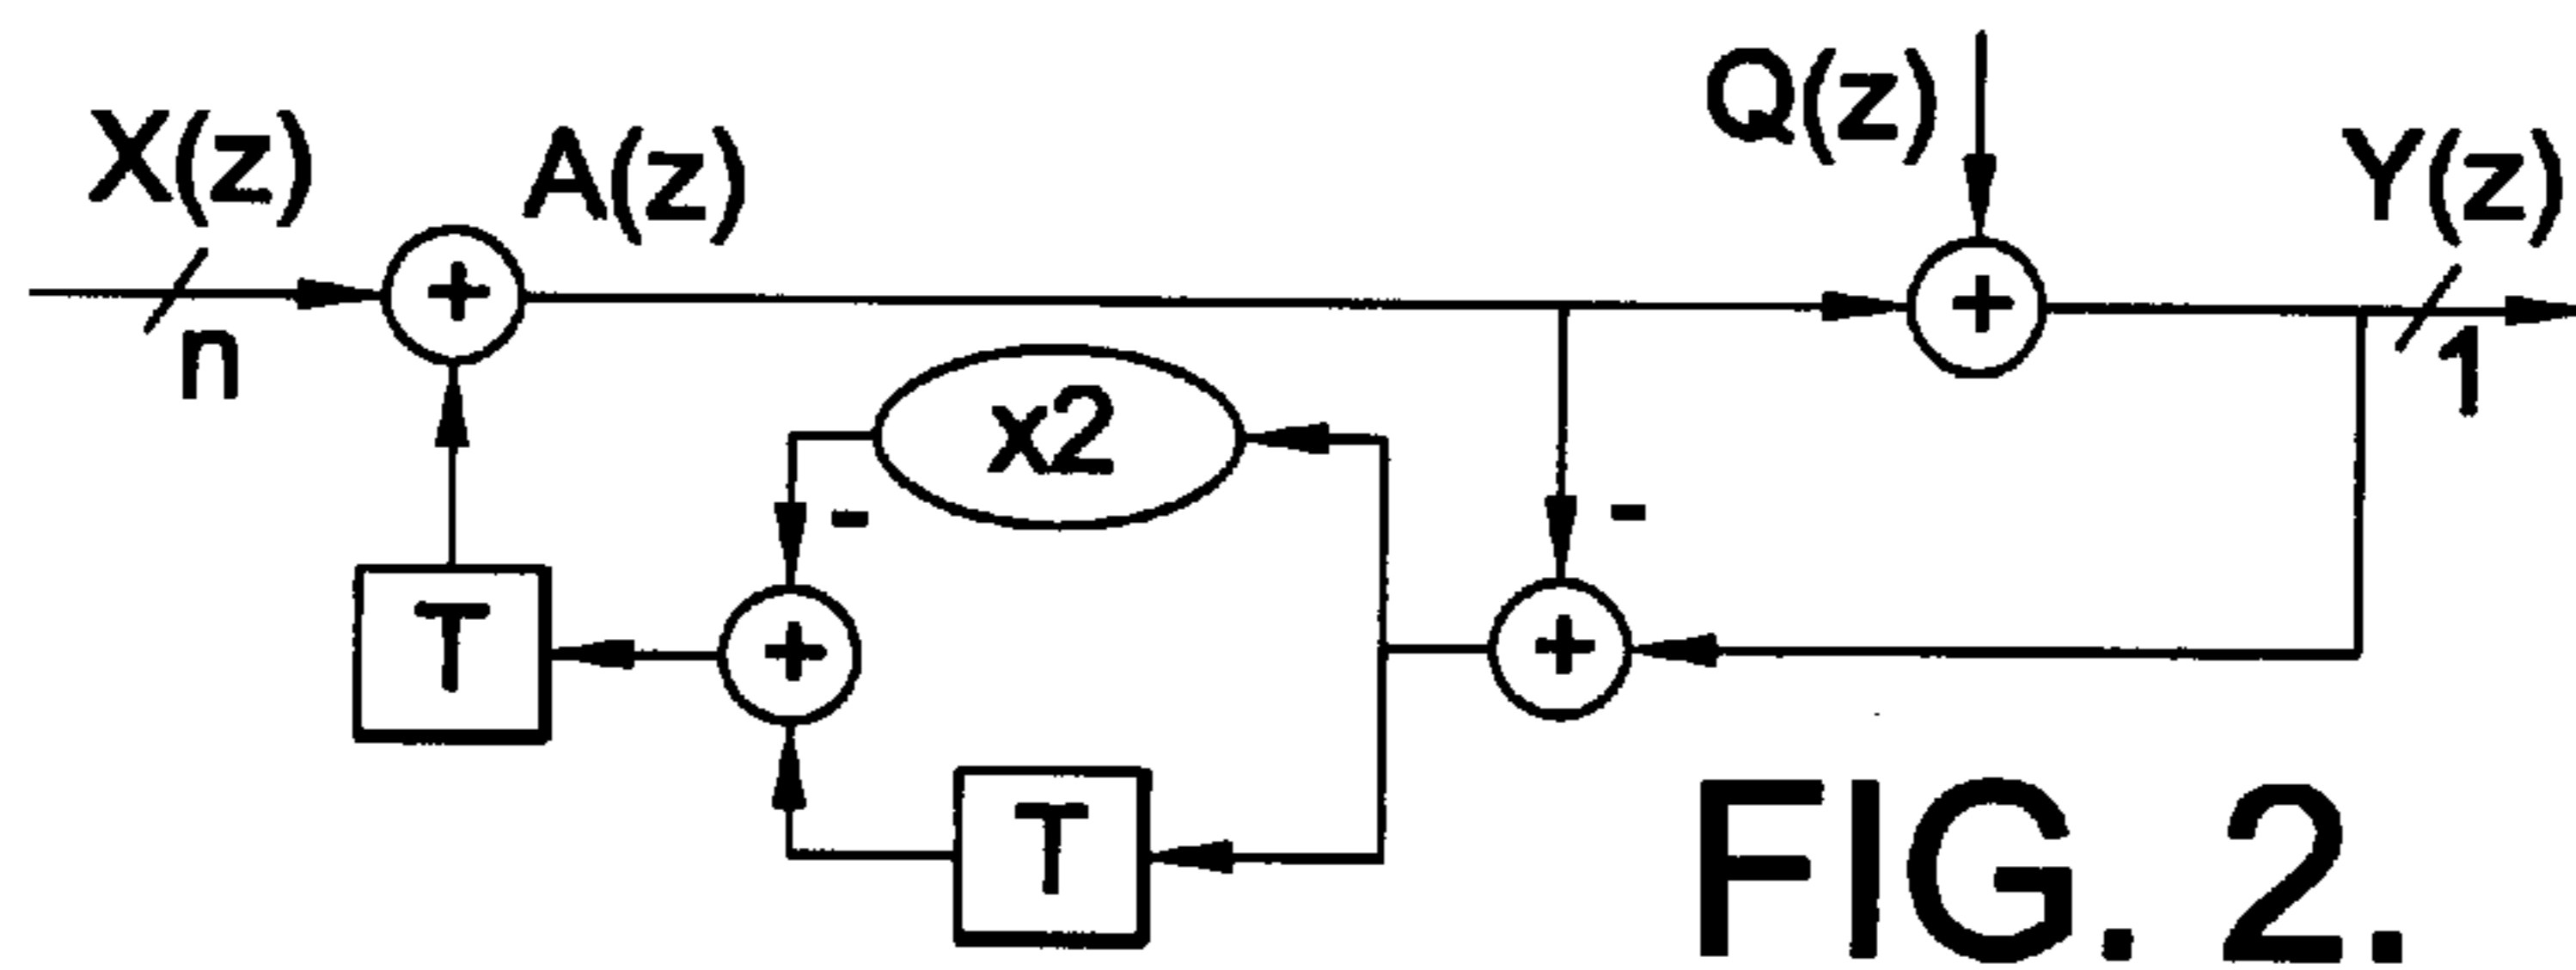 X(z)
n
+
A(z)
Q(z)
+
Y(z)
1
x2
-
-
T
+
+
T
FIG. 2.